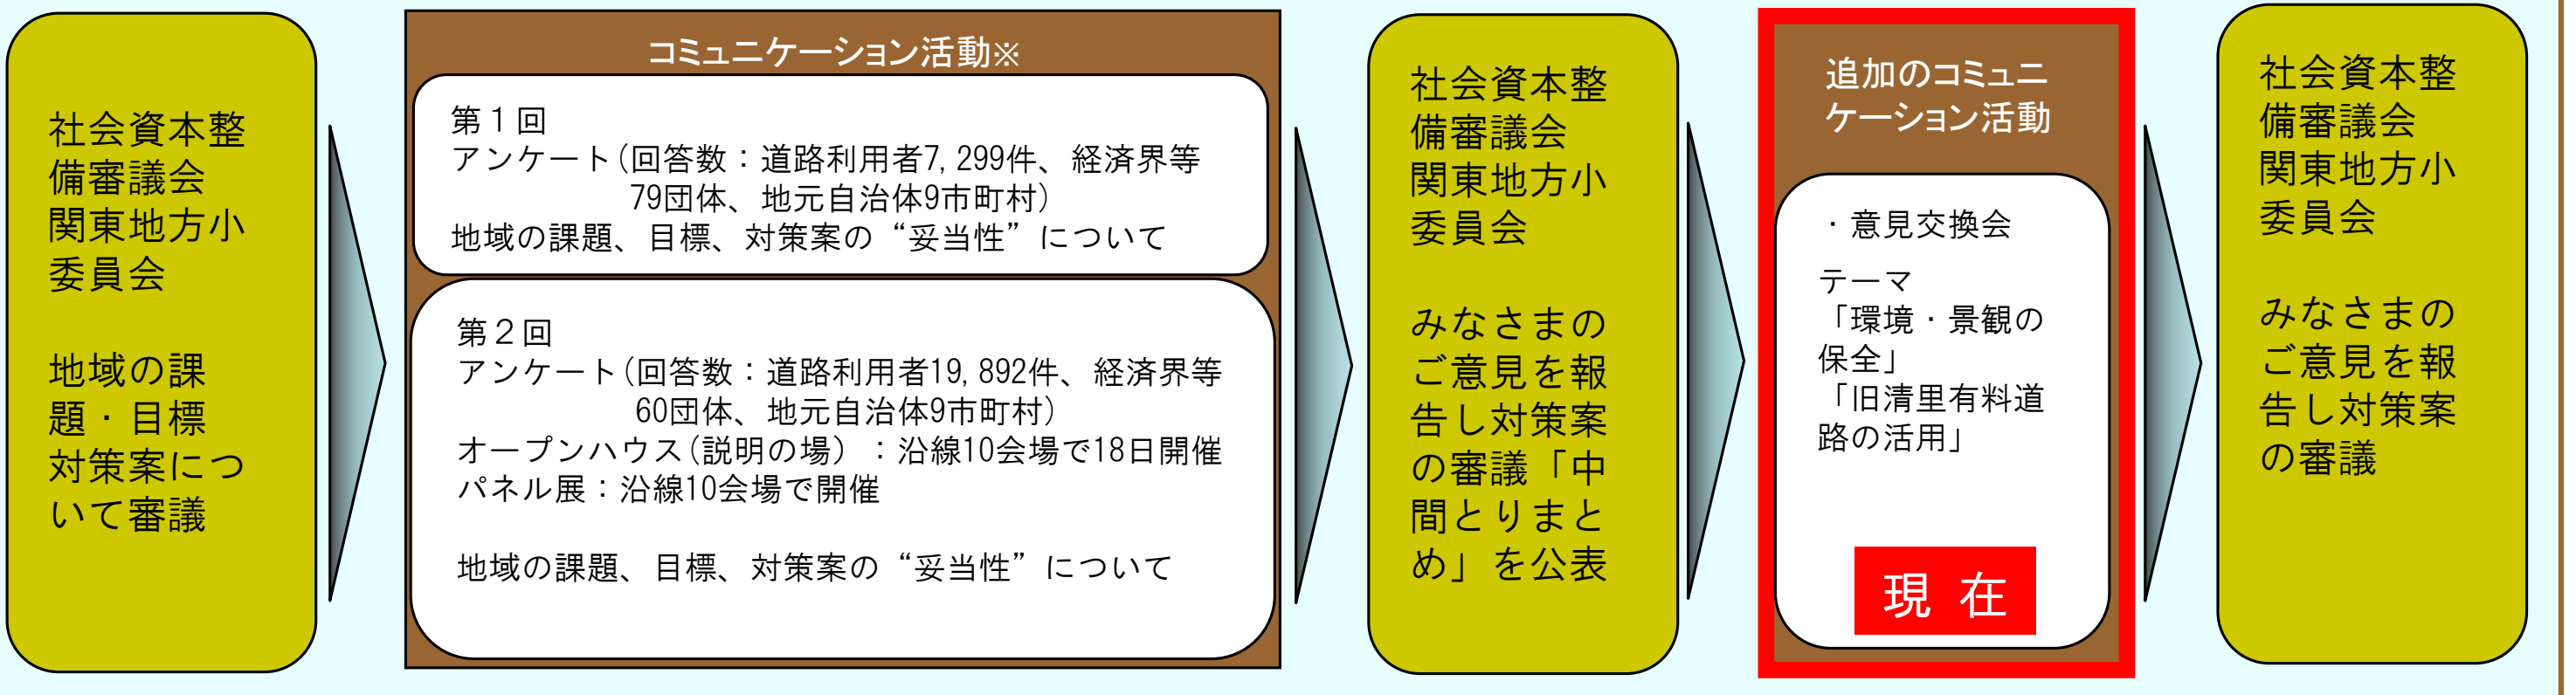 社会資本整
備審議会
関東地方小
委員会
地域の課
題・目標
対策案につ
いて審議
コミュニケーション活動※
第１回
アンケート(回答数：道路利用者7,299件、経済界等
79団体、地元自治体9市町村)
地域の課題、目標、対策案の“妥当性”について
第２回
アンケート(回答数：道路利用者19,892件、経済界等
60団体、地元自治体9市町村)
オープンハウス(説明の場）：沿線10会場で18日開催
パネル展：沿線10会場で開催
地域の課題、目標、対策案の“妥当性”について
社会資本整
備審議会
関東地方小
委員会
みなさまの
ご意見を報
告し対策案
の審議「中
間とりまと
め」を公表
追加のコミュニ
ケーション活動
・意見交換会
テーマ
「環境・景観の
保全」
「旧清里有料道
路の活用」
現 在
社会資本整
備審議会
関東地方小
委員会
みなさまの
ご意見を報
告し対策案
の審議